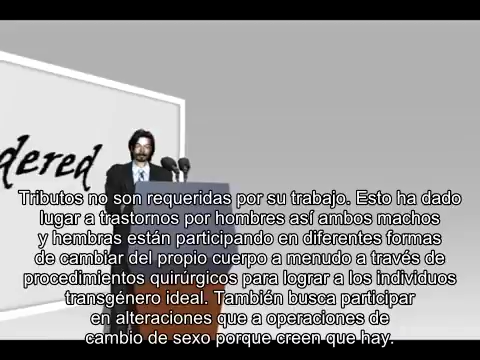 dered
Tributos no son requeridas por su trabajo. Esto ha dado
lugar a trastornos por hombres así ambos machos
y hembras están participando en diferentes formas
de cambiar del propio cuerpo a menudo a través de
procedimientos quirúrgicos para lograr a los individuos
transgénero ideal. También busca participar
en alteraciones que a operaciones de
cambio de sexo porque creen que hay.